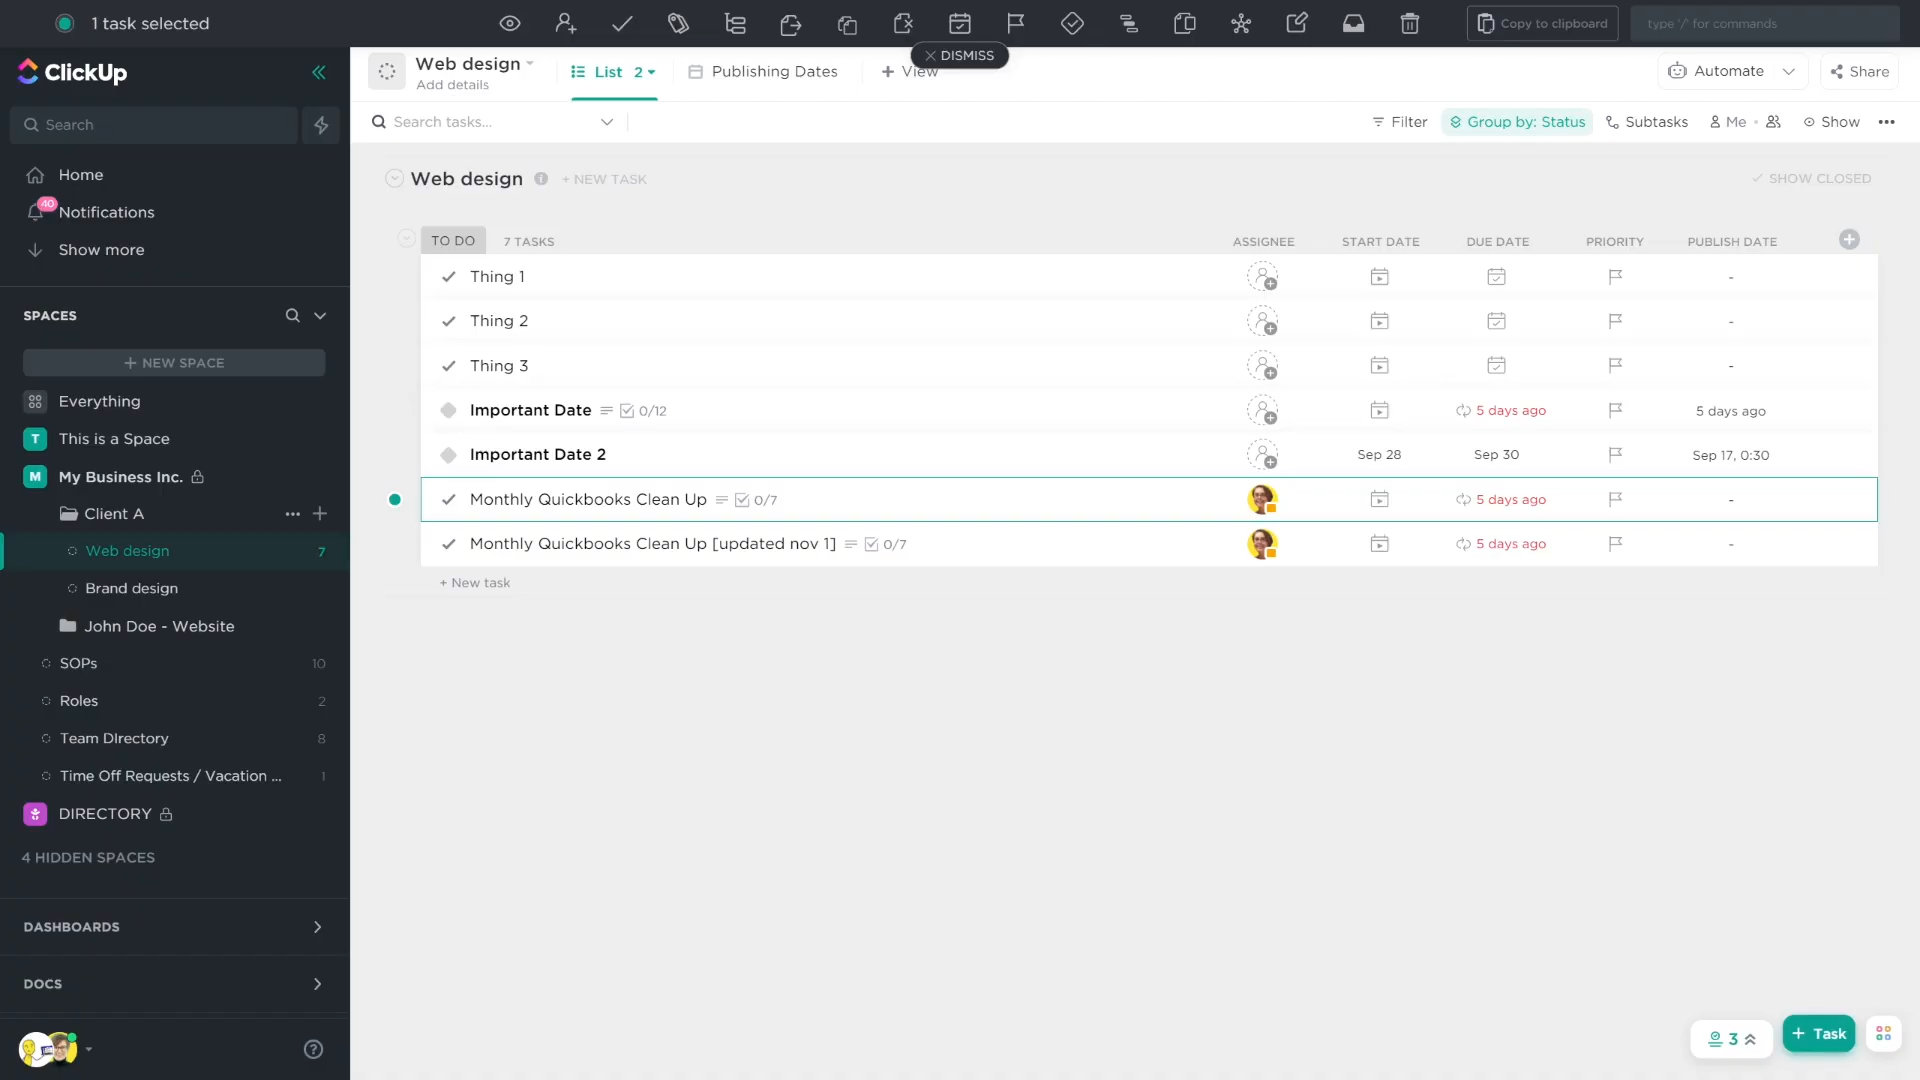 1 task selected
Copy to clipboard
type '/' for commands
DISMISS
ClickUp
Web design
Add details
List 2
Publishing Dates
+ View
Automate
Share
Search
Search tasks...
Filter
Group by: Status
Subtasks
Me
Show
Home
40
Notifications
Show more
Web design
+ NEW TASK
SHOW CLOSED
TO DO
7 TASKS
ASSIGNEE
START DATE
DUE DATE
PRIORITY
PUBLISH DATE
Thing 1
-
Thing 2
-
Thing 3
-
Important Date 0/12
5 days ago
5 days ago
Important Date 2
Sep 28
Sep 30
Sep 17, 0:30
Monthly Quickbooks Clean Up 0/7
5 days ago
-
Monthly Quickbooks Clean Up [updated nov 1] 0/7
5 days ago
-
+ New task
SPACES
+ NEW SPACE
Everything
T This is a Space
M My Business Inc.
Client A
Web design 7
Brand design
John Doe - Website
SOPs 10
Roles 2
Team DIrectory 8
Time Off Requests / Vacation ... 1
DIRECTORY
4 HIDDEN SPACES
DASHBOARDS
DOCS
?
3
+ Task